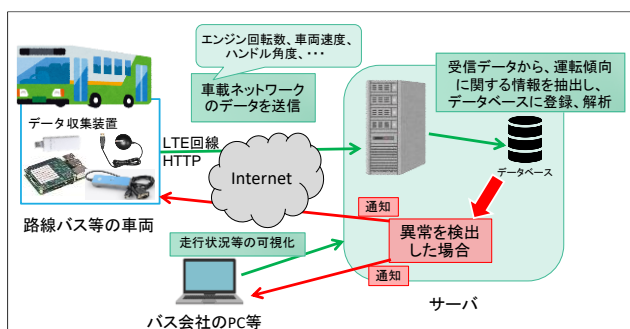 エンジン回転数、車両速度、
ハンドル角度、・・・
車載ネットワーク
のデータを送信
受信データから、運転傾向
に関する情報を抽出し、
データベースに登録、解析
データ収集装置
LTE回線
HTTP
Internet
データベース
路線バス等の車両
通知
異常を検出
した場合
走行状況等の可視化
通知
サーバ
バス会社のPC等